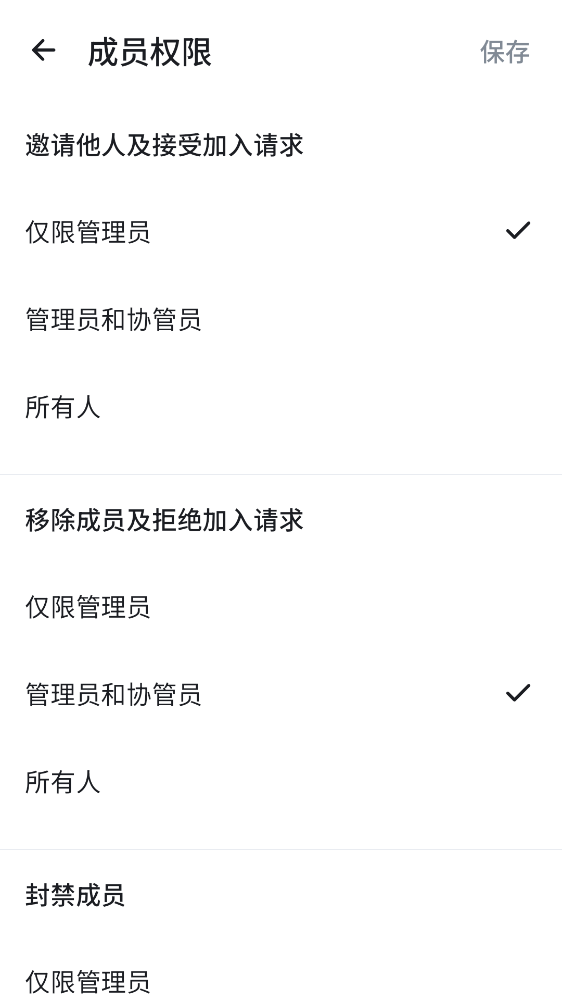 成员权限
保存
邀请他人及接受加入请求
仅限管理员
管理员和协管员
所有人
移除成员及拒绝加入请求
仅限管理员
管理员和协管员
所有人
封禁成员
仅限管理员